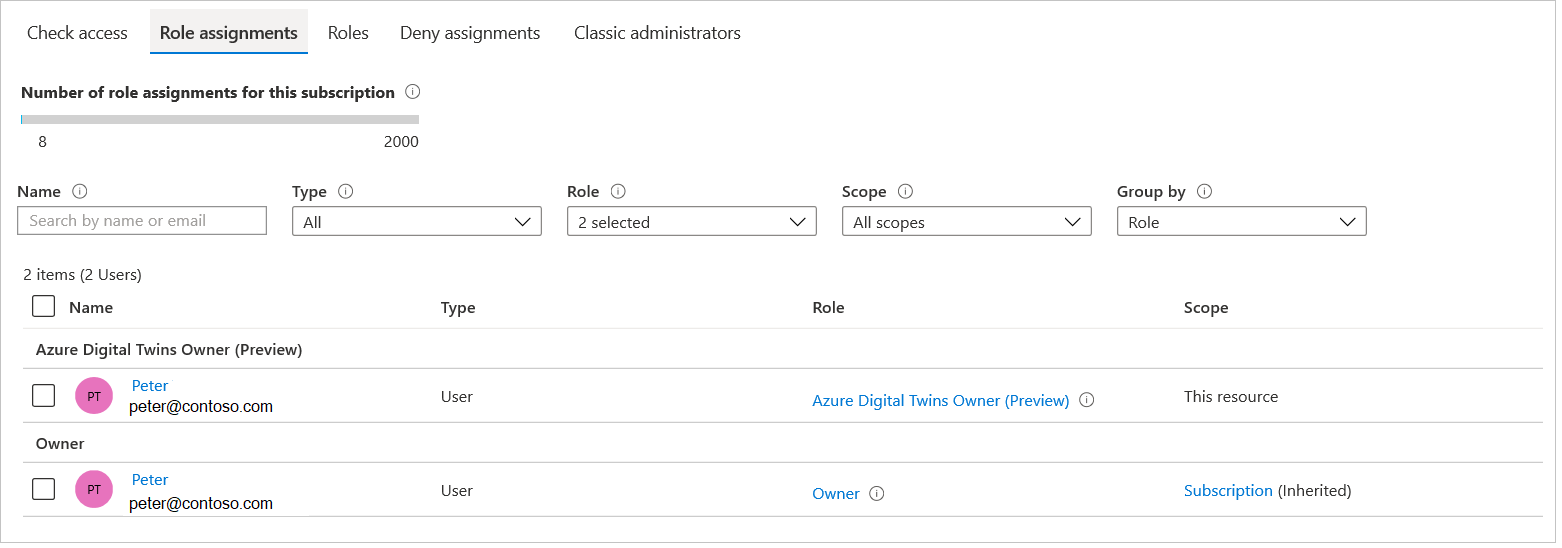 Check access Role assignments Roles Deny assignments Classic administrators
Number of role assignments for this subscription
8 2000
Name Type Role Scope Group by
Search by name or email All 2 selected All scopes Role
2 items (2 Users)
Name Type Role Scope
Azure Digital Twins Owner (Preview)
PT Peter
peter@contoso.com User Azure Digital Twins Owner (Preview) This resource
Owner
PT Peter
peter@contoso.com User Owner Subscription (Inherited)